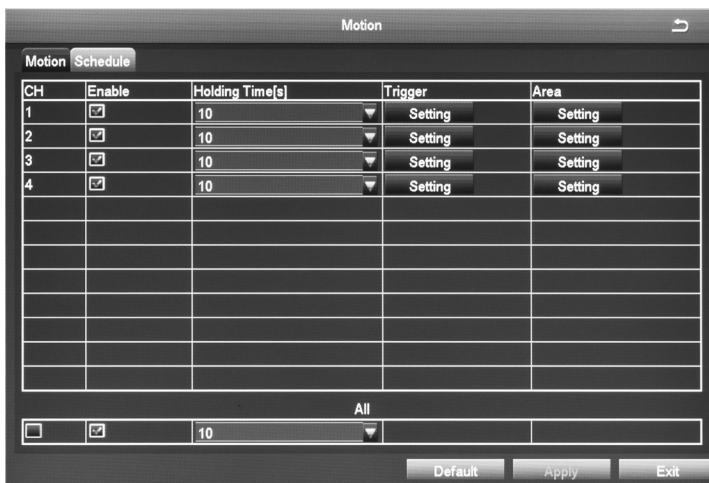 Motion
Motion Schedule
CH Enable Holding Time[s] Trigger Area
1 10 Setting Setting
2 10 Setting Setting
3 10 Setting Setting
4 10 Setting Setting
All
10
Default Apply Exit